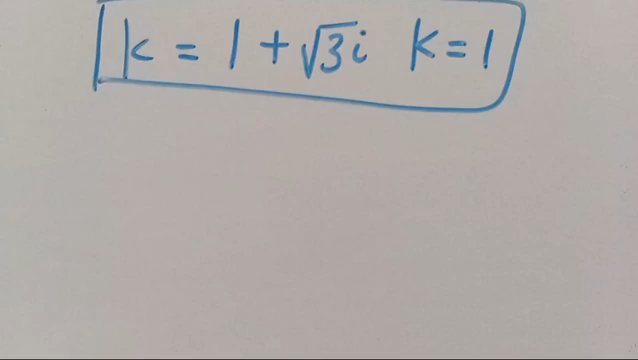 k = 1 + √3i k = 1